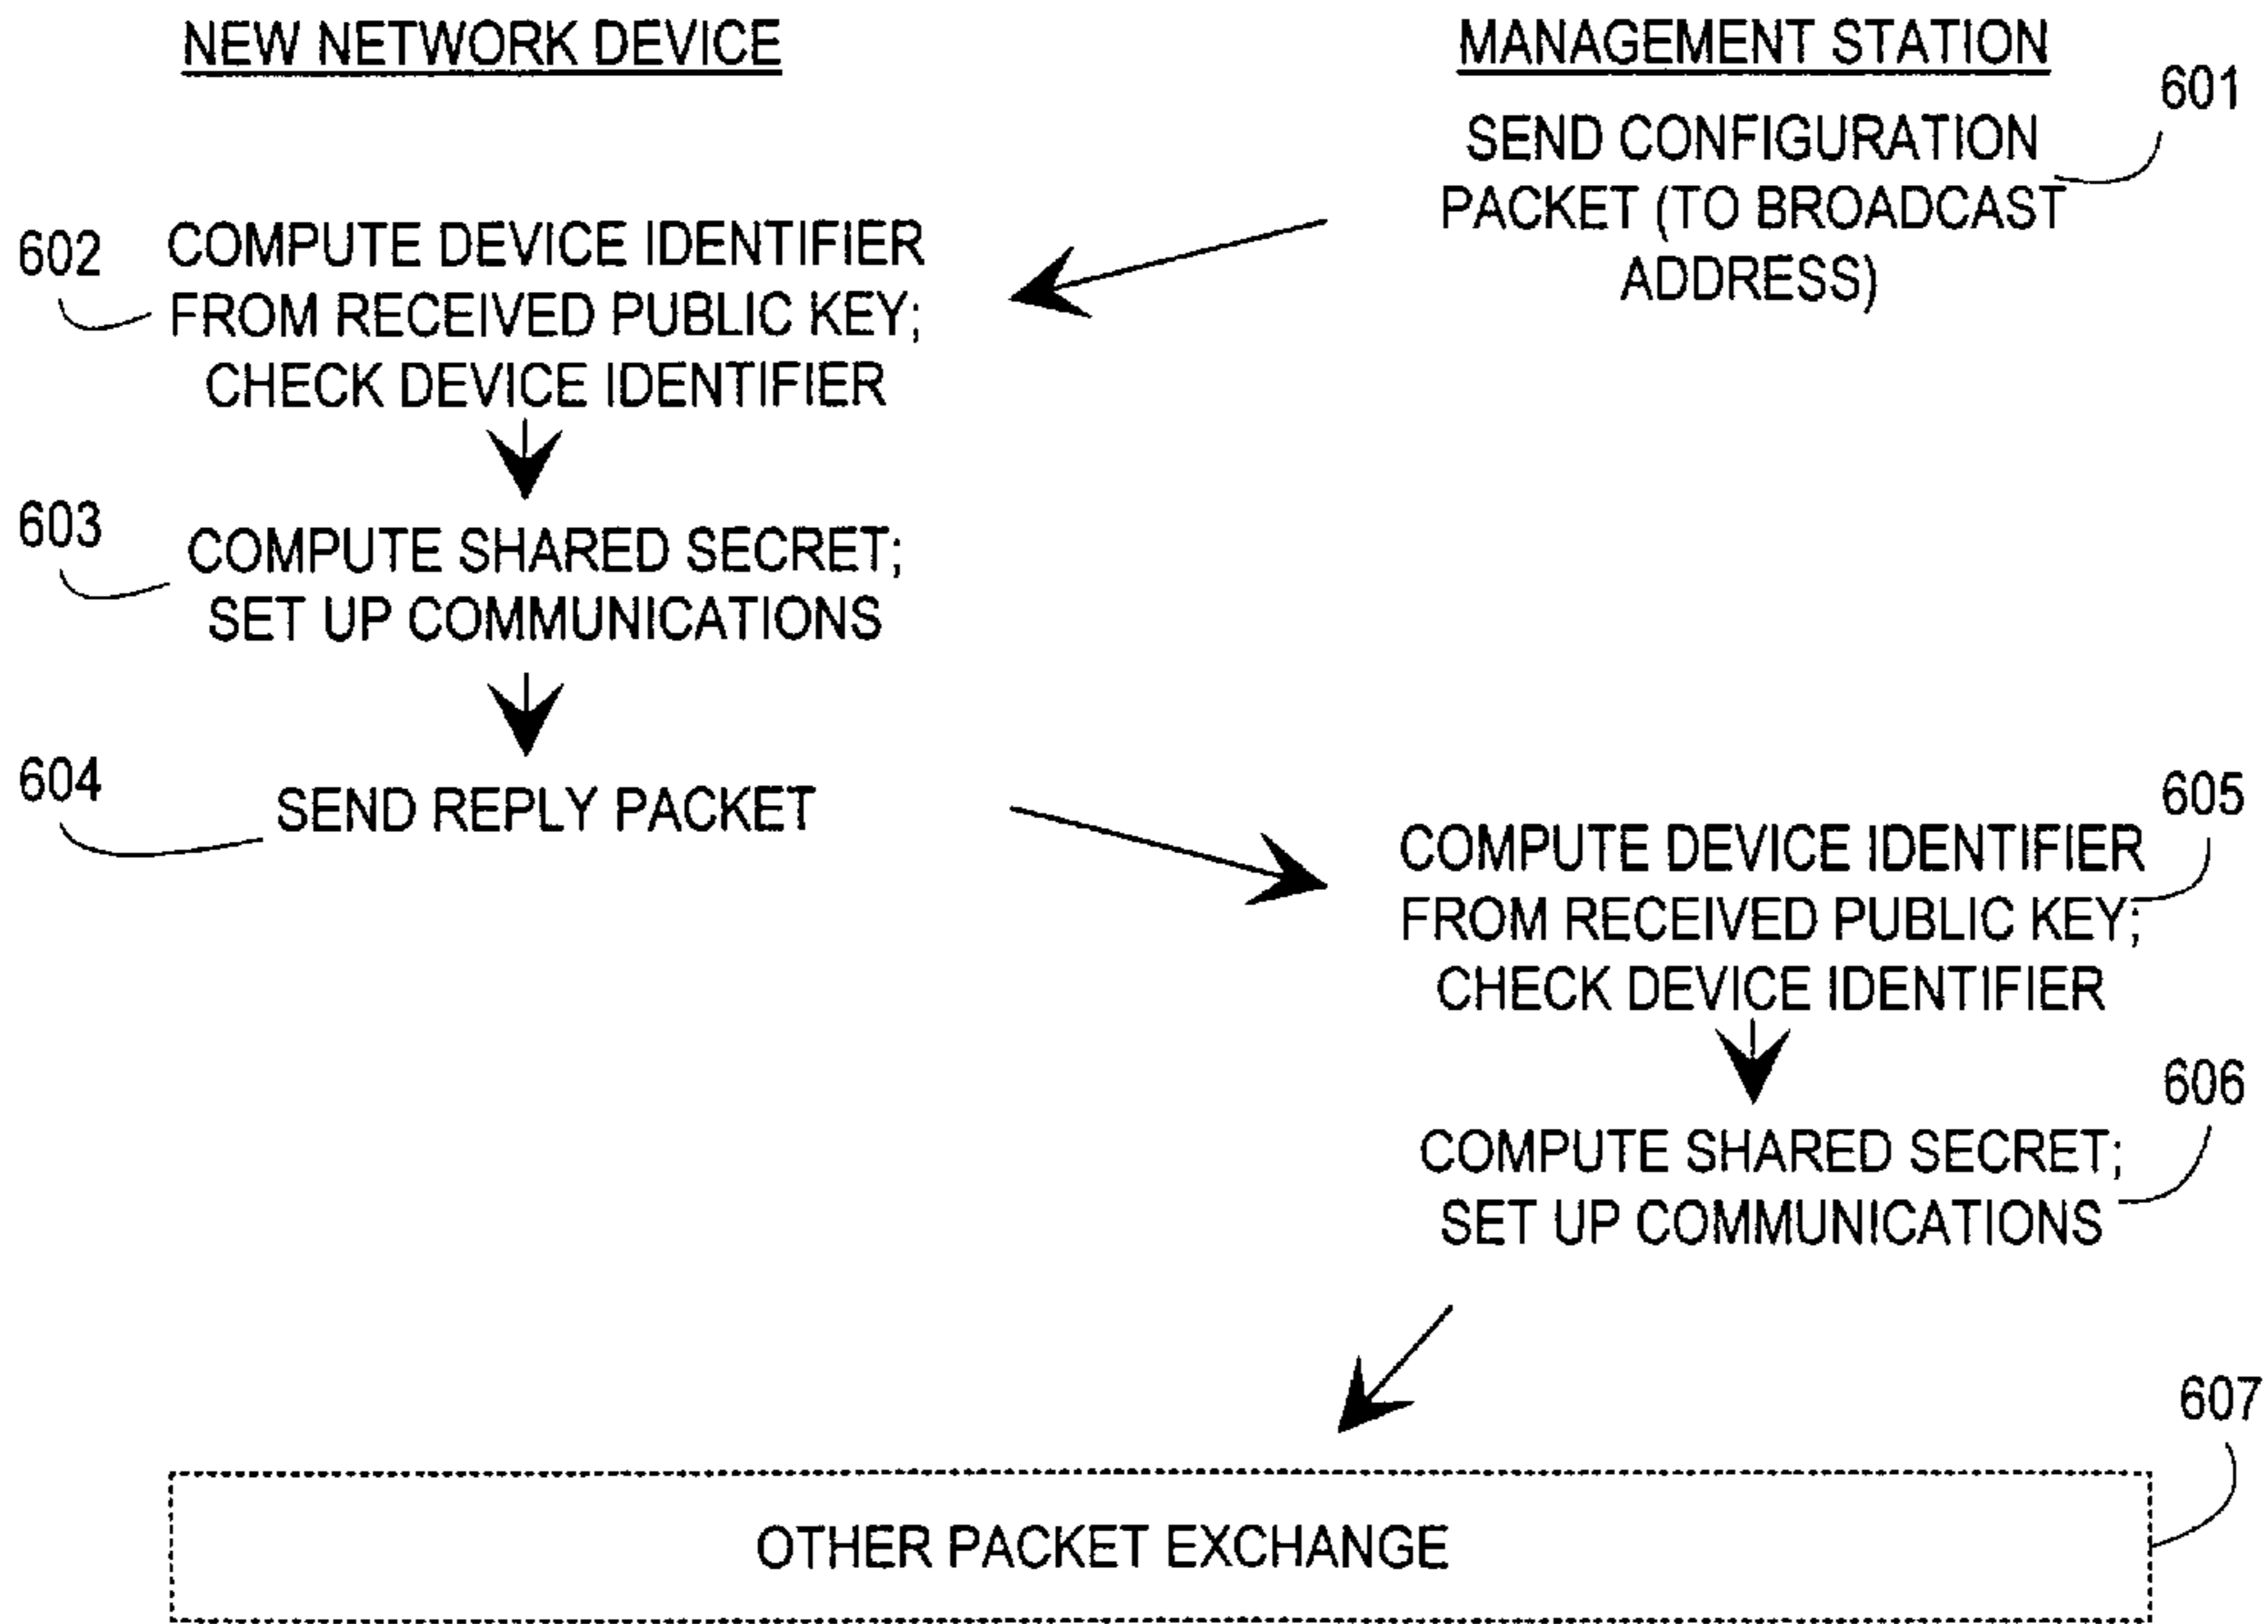 NEW NETWORK DEVICE
MANAGEMENT STATION
601
SEND CONFIGURATION
PACKET (TO BROADCAST
ADDRESS)
602
COMPUTE DEVICE IDENTIFIER
FROM RECEIVED PUBLIC KEY;
CHECK DEVICE IDENTIFIER
603
COMPUTE SHARED SECRET;
SET UP COMMUNICATIONS
604
SEND REPLY PACKET
605
COMPUTE DEVICE IDENTIFIER
FROM RECEIVED PUBLIC KEY;
CHECK DEVICE IDENTIFIER
606
COMPUTE SHARED SECRET;
SET UP COMMUNICATIONS
607
OTHER PACKET EXCHANGE